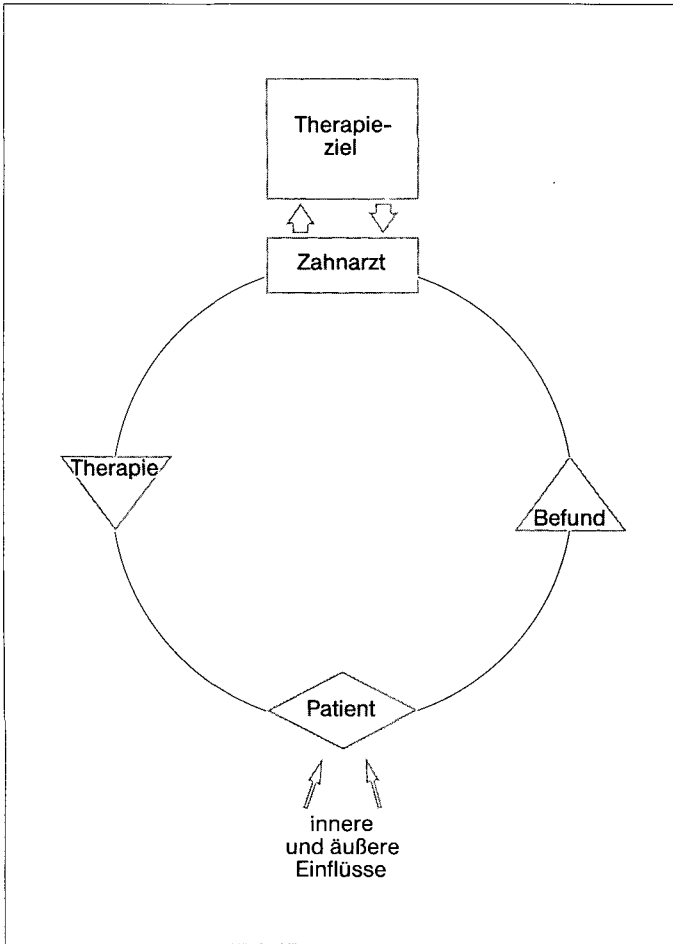 Therapie-
ziel
Zahnarzt
Therapie
Befund
Patient
innere
und äußere
Einflüsse